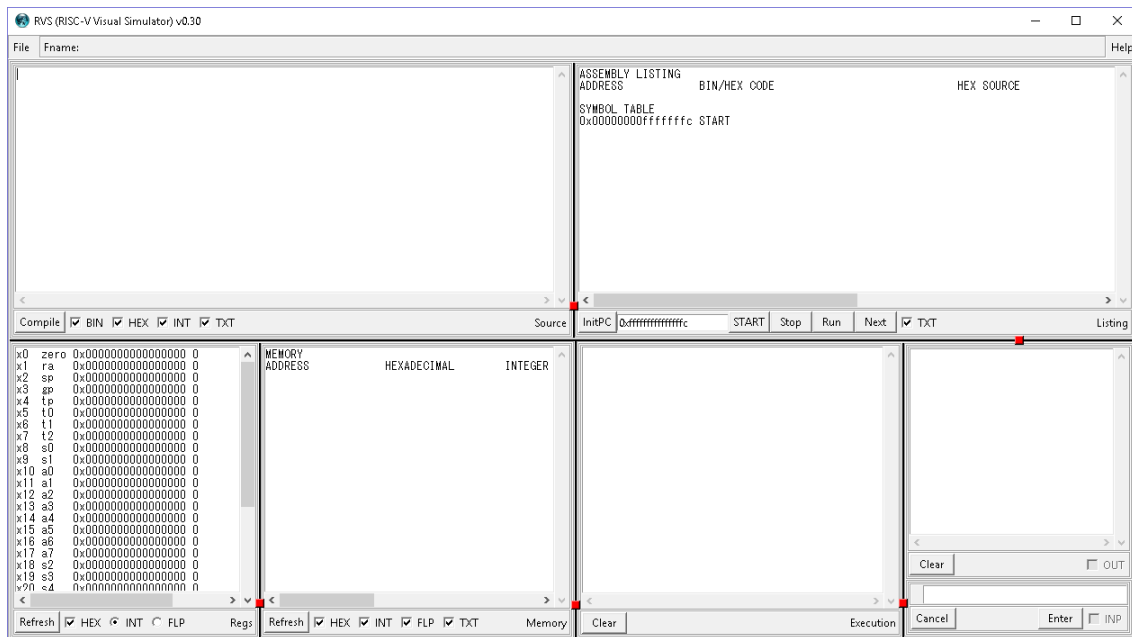 RVS (RISC-V Visual Simulator) v0.30
File Fname: Help
ASSEMBLY LISTING
ADDRESS BIN/HEX CODE HEX SOURCE
SYMBOL TABLE
0x00000000fffffffc START
Compile BIN HEX INT TXT Source
InitPC 0xfffffffffffffffc START Stop Run Next TXT Listing
x0 zero 0x0000000000000000 0
x1 ra 0x0000000000000000 0
x2 sp 0x0000000000000000 0
x3 gp 0x0000000000000000 0
x4 tp 0x0000000000000000 0
x5 t0 0x0000000000000000 0
x6 t1 0x0000000000000000 0
x7 t2 0x0000000000000000 0
x8 s0 0x0000000000000000 0
x9 s1 0x0000000000000000 0
x10 a0 0x0000000000000000 0
x11 a1 0x0000000000000000 0
x12 a2 0x0000000000000000 0
x13 a3 0x0000000000000000 0
x14 a4 0x0000000000000000 0
x15 a5 0x0000000000000000 0
x16 a6 0x0000000000000000 0
x17 a7 0x0000000000000000 0
x18 s2 0x0000000000000000 0
x19 s3 0x0000000000000000 0
x20 s4 0x0000000000000000 0
Refresh HEX INT FLP Regs
MEMORY
ADDRESS HEXADECIMAL INTEGER
Refresh HEX INT FLP TXT Memory
Clear Execution
Clear OUT
Cancel Enter INP